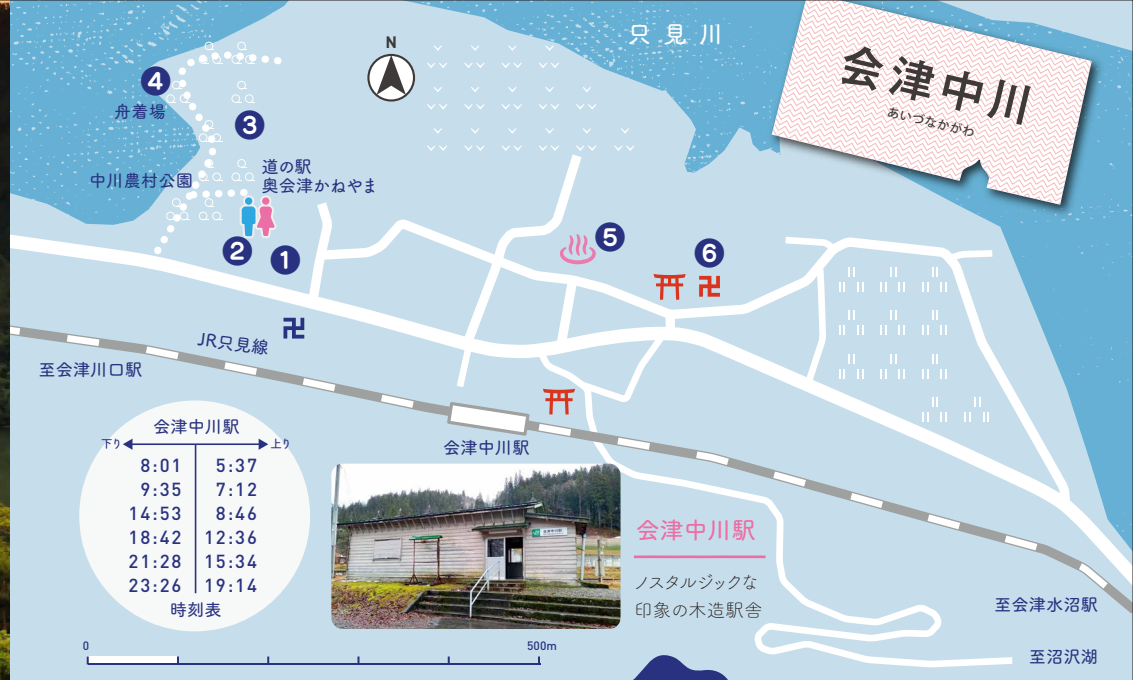 只見川
会津中川
あいづなかがわ
N
4
舟着場
3
中川農村公園
道の駅
奥会津かねやま
2
1
5
6
JR只見線
至会津川口駅
会津中川駅
会津中川駅
下り 上り
8:01 5:37
9:35 7:12
14:53 8:46
18:42 12:36
21:28 15:34
23:26 19:14
時刻表
会津中川駅
ノスタルジックな
印象の木造駅舎
至会津水沼駅
至沼沢湖
0 500m